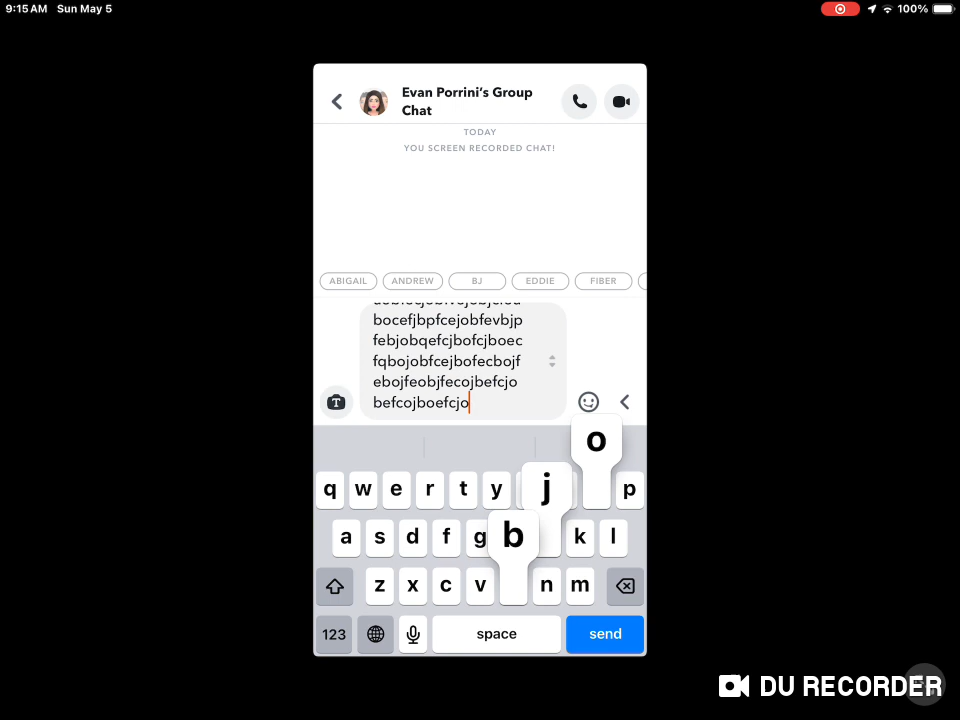 9:15 AM Sun May 5
100%
Evan Porrini's Group
Chat
TODAY
YOU SCREEN RECORDED CHAT!
ABIGAIL ANDREW BJ EDDIE FIBER
bocefjbpfcejobfevbjp
febjobqefcjbofcjboec
fqbojobfcejbofecbojf
ebojfeobjfecojbefcjo
befcojboefcjo
T
o
q w e r t y j p
a s d f g b k l
z x c v n m
123 space send
DU RECORDER